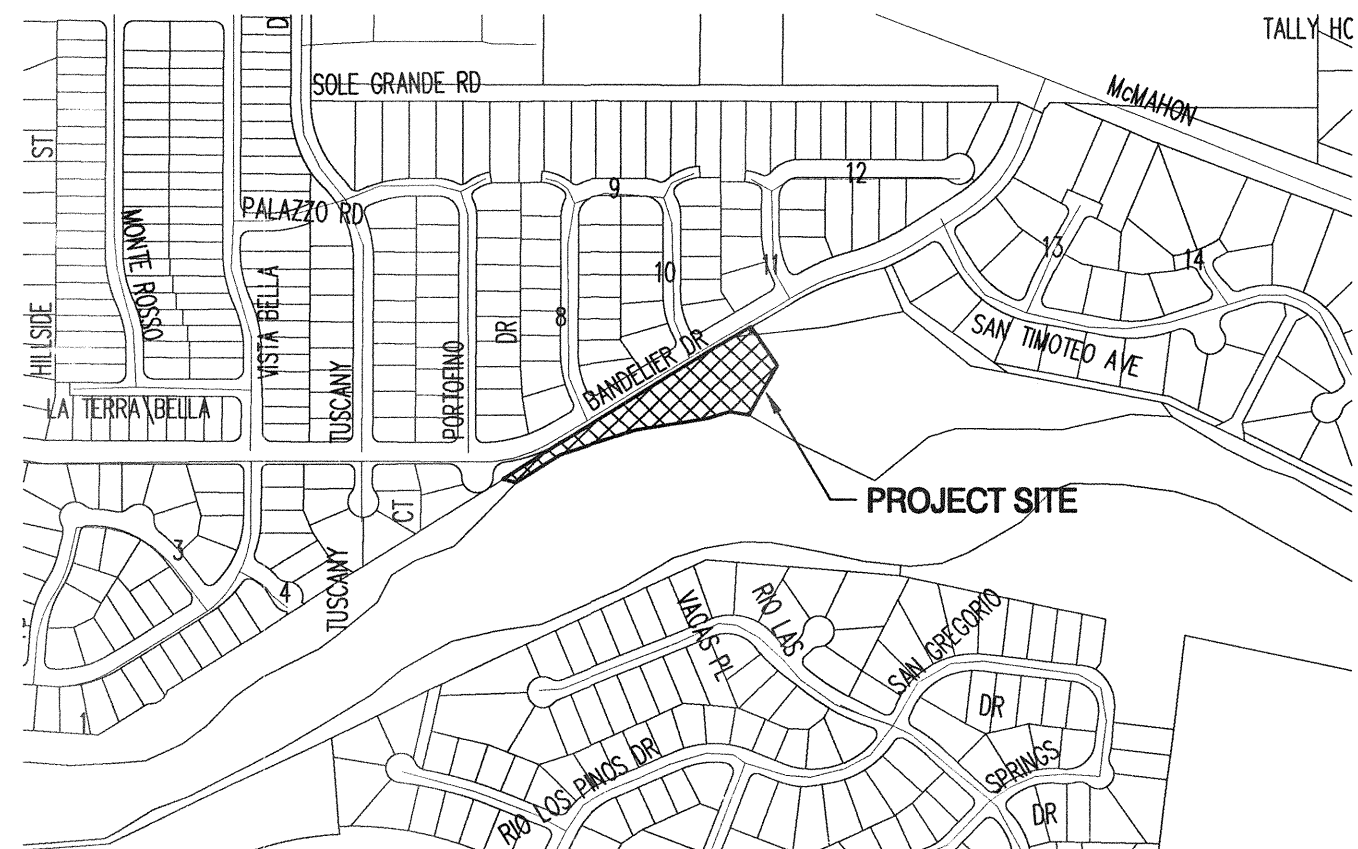 TALLY HO
SOLE GRANDE RD
McMAHON
ST
12
9
PALAZZO RD
MONTE ROSSO
13
14
10
11
VISTA BELLA
HILLSIDE
8
DR
SAN TIMOTEO AVE
BANDELIER DR
TUSCANY
PORTOFINO
LA TERRA BELLA
PROJECT SITE
CT
3
4
TUSCANY
VACAS PL
RIO LAS
SAN GREGORIO
DR
1
RIO LOS PINOS DR
SPRINGS
DR